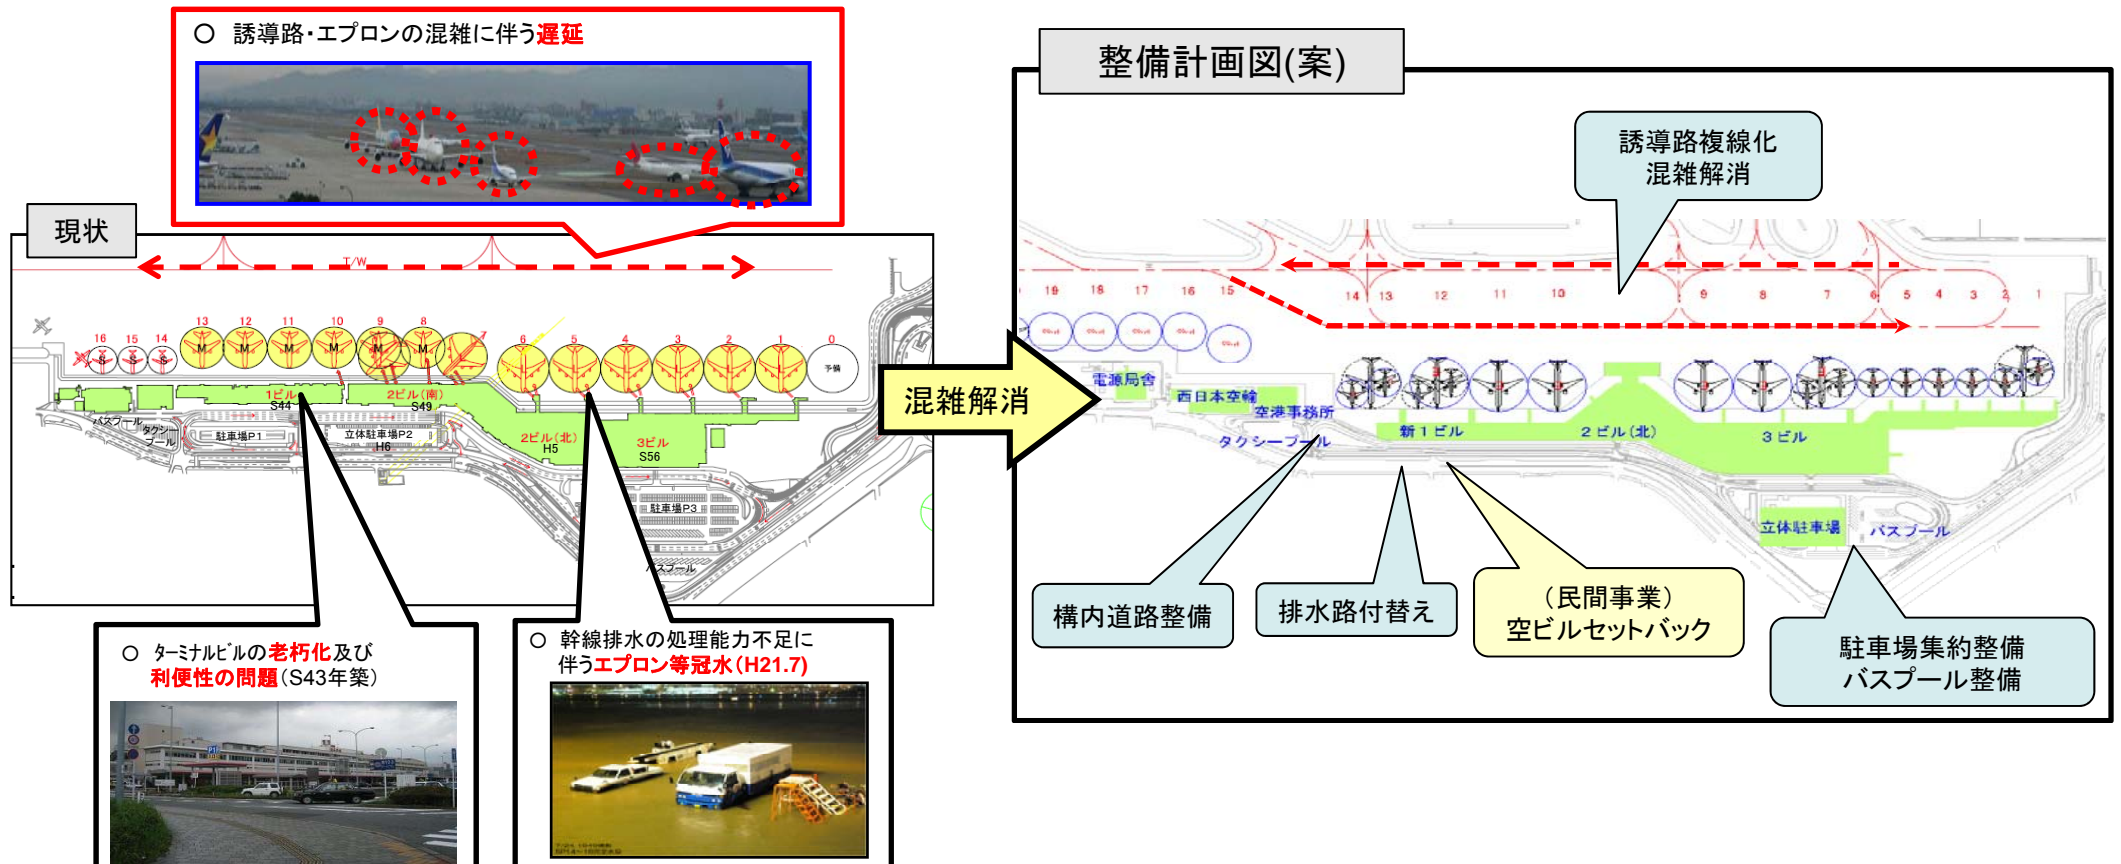 ○ 誘導路・エプロンの混雑に伴う遅延
現状
T/W
16
15
14
13
12
11
10
9
8
7
6
5
4
3
2
1
0
S
S
S
M
M
M
M
M
M
予備
1ビル
S44
2ビル(南)
S49
2ビル(北)
H5
3ビル
S56
バスプール
タクシー
プール
駐車場P1
立体駐車場P2
H6
駐車場P3
バスプール
○ ターミナルビルの老朽化及び
利便性の問題(S43年築)
○ 幹線排水の処理能力不足に
伴うエプロン等冠水(H21.7)
混雑解消
整備計画図(案)
誘導路複線化
混雑解消
19
18
17
16
15
14
13
12
11
10
9
8
7
6
5
4
3
2
1
電源局舎
西日本空輸
空港事務所
タクシープール
新1ビル
2ビル(北)
3ビル
立体駐車場
バスプール
構内道路整備
排水路付替え
(民間事業)
空ビルセットバック
駐車場集約整備
バスプール整備